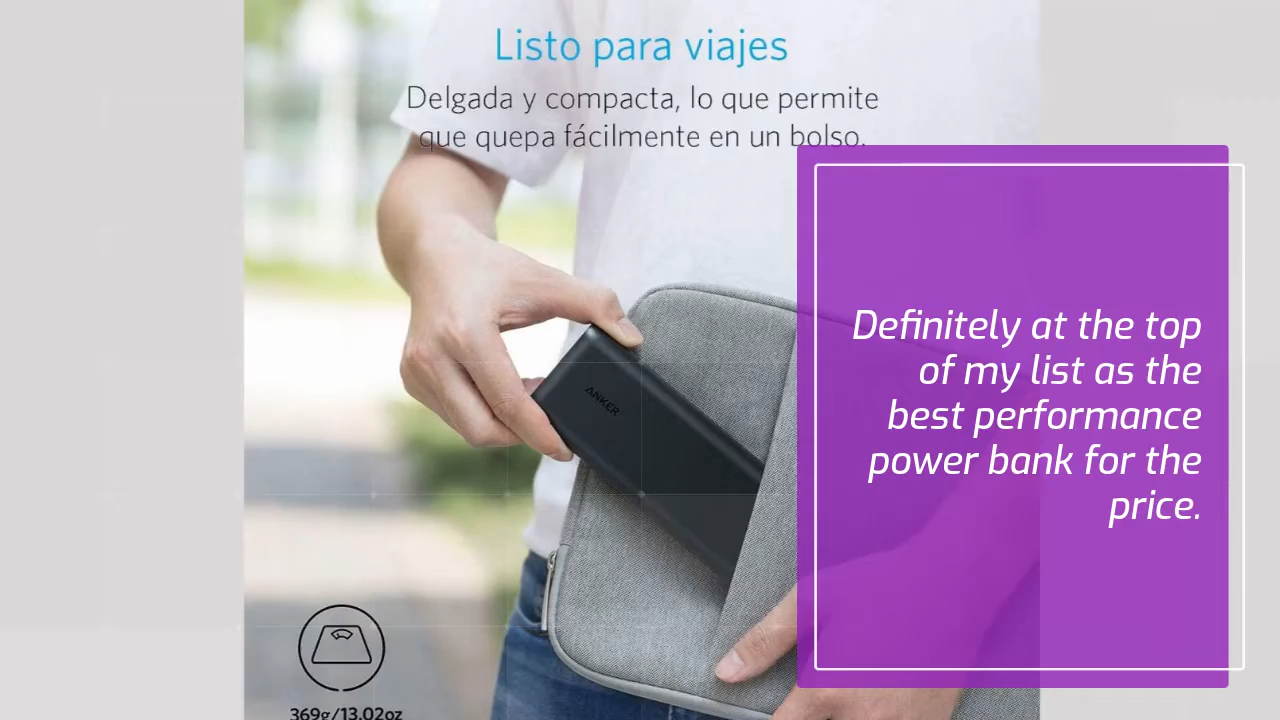 Listo para viajes
Delgada y compacta, lo que permite
que quepa fácilmente en un bolso.
ANKER
Definitely at the top
of my list as the
best performance
power bank for the
price.
369g/13.02oz